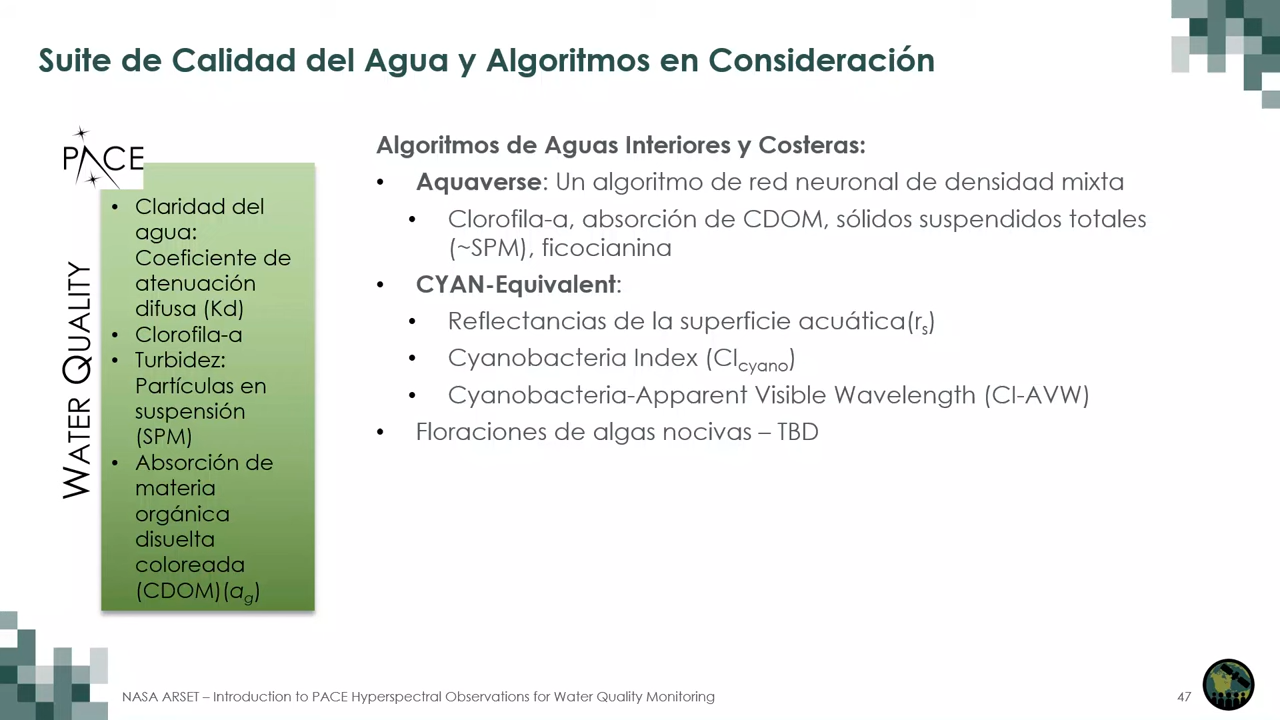 Suite de Calidad del Agua y Algoritmos en Consideración
PACE
WATER QUALITY
• Claridad del
agua:
Coeficiente de
atenuación
difusa (Kd)
• Clorofila-a
• Turbidez:
Partículas en
suspensión
(SPM)
• Absorción de
materia
orgánica
disuelta
coloreada
(CDOM)(ag)
Algoritmos de Aguas Interiores y Costeras:
• Aquaverse: Un algoritmo de red neuronal de densidad mixta
• Clorofila-a, absorción de CDOM, sólidos suspendidos totales
(~SPM), ficocianina
• CYAN-Equivalent:
• Reflectancias de la superficie acuática(rs)
• Cyanobacteria Index (CIcyano)
• Cyanobacteria-Apparent Visible Wavelength (CI-AVW)
• Floraciones de algas nocivas – TBD
NASA ARSET – Introduction to PACE Hyperspectral Observations for Water Quality Monitoring
47